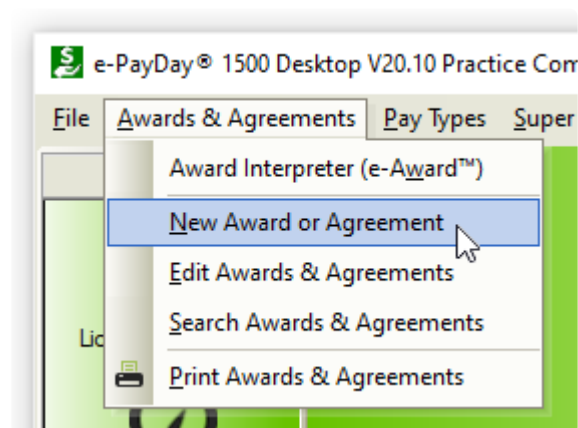 e-PayDay® 1500 Desktop V20.10 Practice Com
File Awards & Agreements Pay Types Super
Award Interpreter (e-Award™)
New Award or Agreement
Edit Awards & Agreements
Search Awards & Agreements
Lic
Print Awards & Agreements